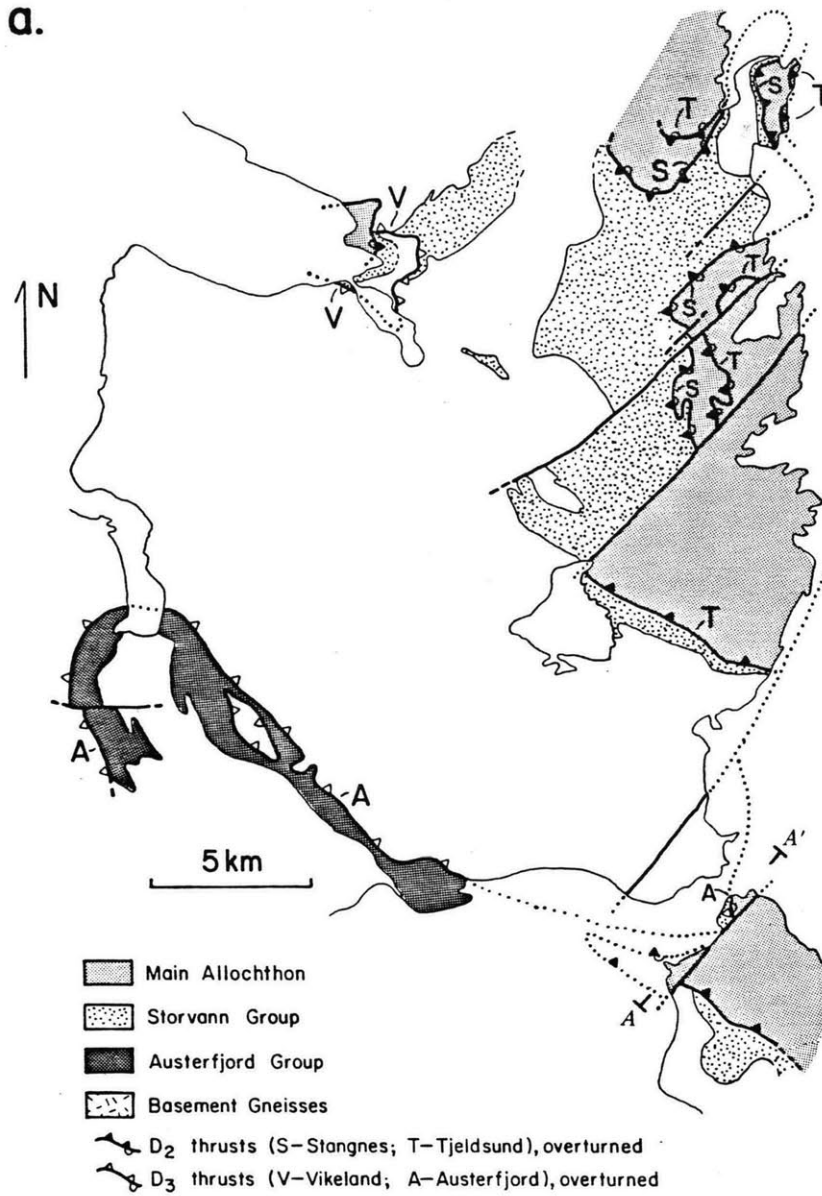 a.
T
S
T
S
V
T
S
N
V
T
S
T
A
A
5 km
A'
A
A
Main Allochthon
Storvann Group
Austerfjord Group
Basement Gneisses
D2 thrusts (S–Stangnes; T–Tjeldsund), overturned
D3 thrusts (V–Vikeland; A–Austerfjord), overturned